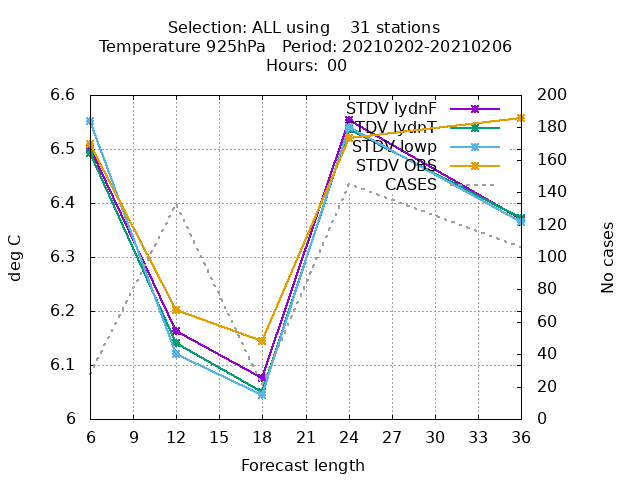 Selection: ALL using    31 stations
Temperature 925hPa   Period: 20210202-20210206
Hours: 00
STDV IydnF
STDV IydnT
STDV Iowp
STDV OBS
CASES
6.6
6.5
6.4
6.3
6.2
6.1
6
200
180
160
140
120
100
80
60
40
20
0
deg C
No cases
6 9 12 15 18 21 24 27 30 33 36
Forecast length